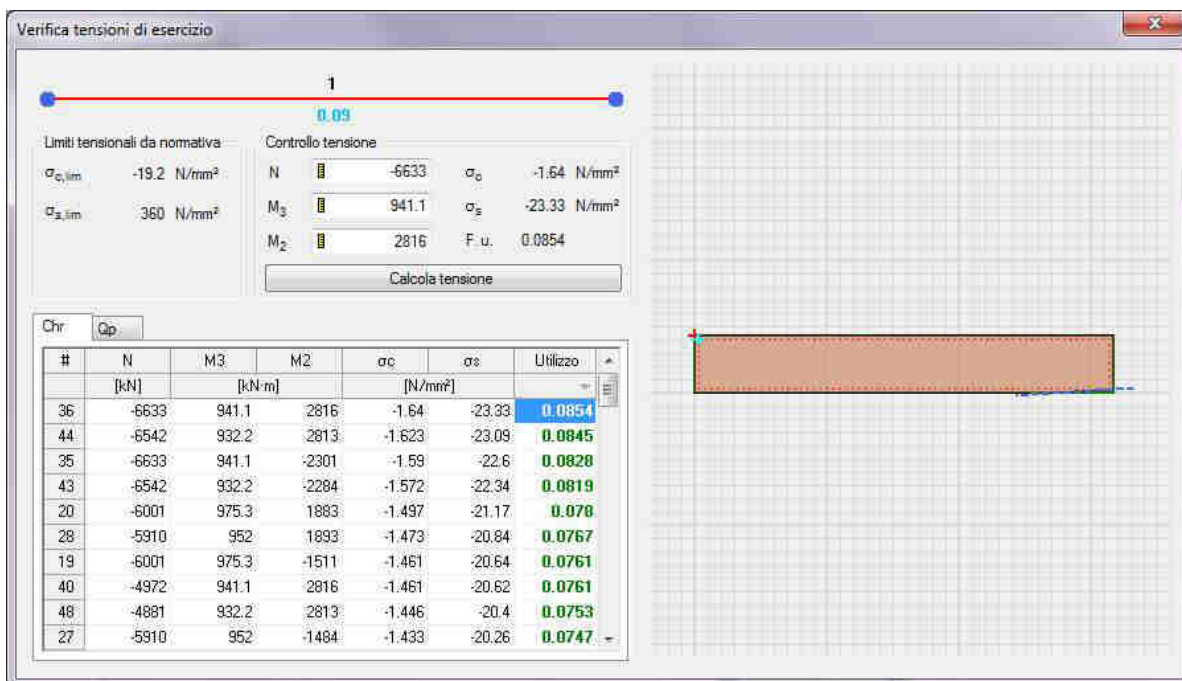 Verifica tensioni di esercizio
1
0.09
Limiti tensionali da normativa
σc,lim -19.2 N/mm²
σs,lim 360 N/mm²
Controllo tensione
N -6633 σc -1.64 N/mm²
M3 941.1 σs -23.33 N/mm²
M2 2816 F. u. 0.0854
Calcola tensione
Chr Qp
# N M3 M2 σc σs Utilizzo
[kN] [kN·m] [N/mm²]
36 -6633 941.1 2816 -1.64 -23.33 0.0854
44 -6542 932.2 2813 -1.623 -23.09 0.0845
35 -6633 941.1 -2301 -1.59 -22.6 0.0828
43 -6542 932.2 -2284 -1.572 -22.34 0.0819
20 -6001 975.3 1883 -1.497 -21.17 0.078
28 -5910 952 1893 -1.473 -20.84 0.0767
19 -6001 975.3 -1511 -1.461 -20.64 0.0761
40 -4972 941.1 2816 -1.461 -20.62 0.0761
48 -4881 932.2 2813 -1.446 -20.4 0.0753
27 -5910 952 -1484 -1.433 -20.26 0.0747